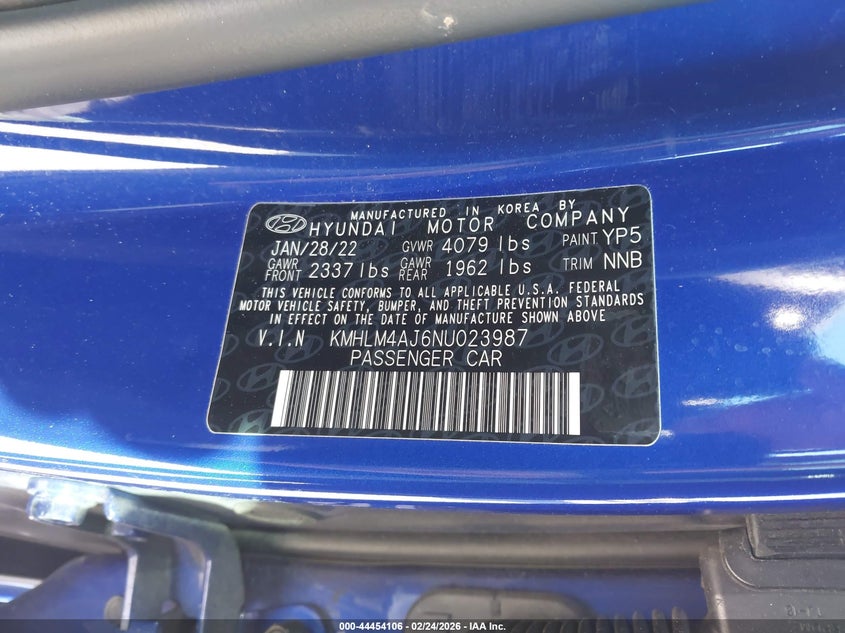 MANUFACTURED IN KOREA BY
HYUNDAI MOTOR COMPANY
JAN/28/22 GVWR 4079 lbs PAINT YP5
GAWR FRONT 2337 lbs GAWR REAR 1962 lbs TRIM NNB
THIS VEHICLE CONFORMS TO ALL APPLICABLE U.S.A. FEDERAL
MOTOR VEHICLE SAFETY, BUMPER, AND THEFT PREVENTION STANDARDS
IN EFFECT ON THE DATE OF MANUFACTURE SHOWN ABOVE.
V.I.N KMHLM4AJ6NU023987
PASSENGER CAR
000-44454106 - 02/24/2026 - IAA Inc.